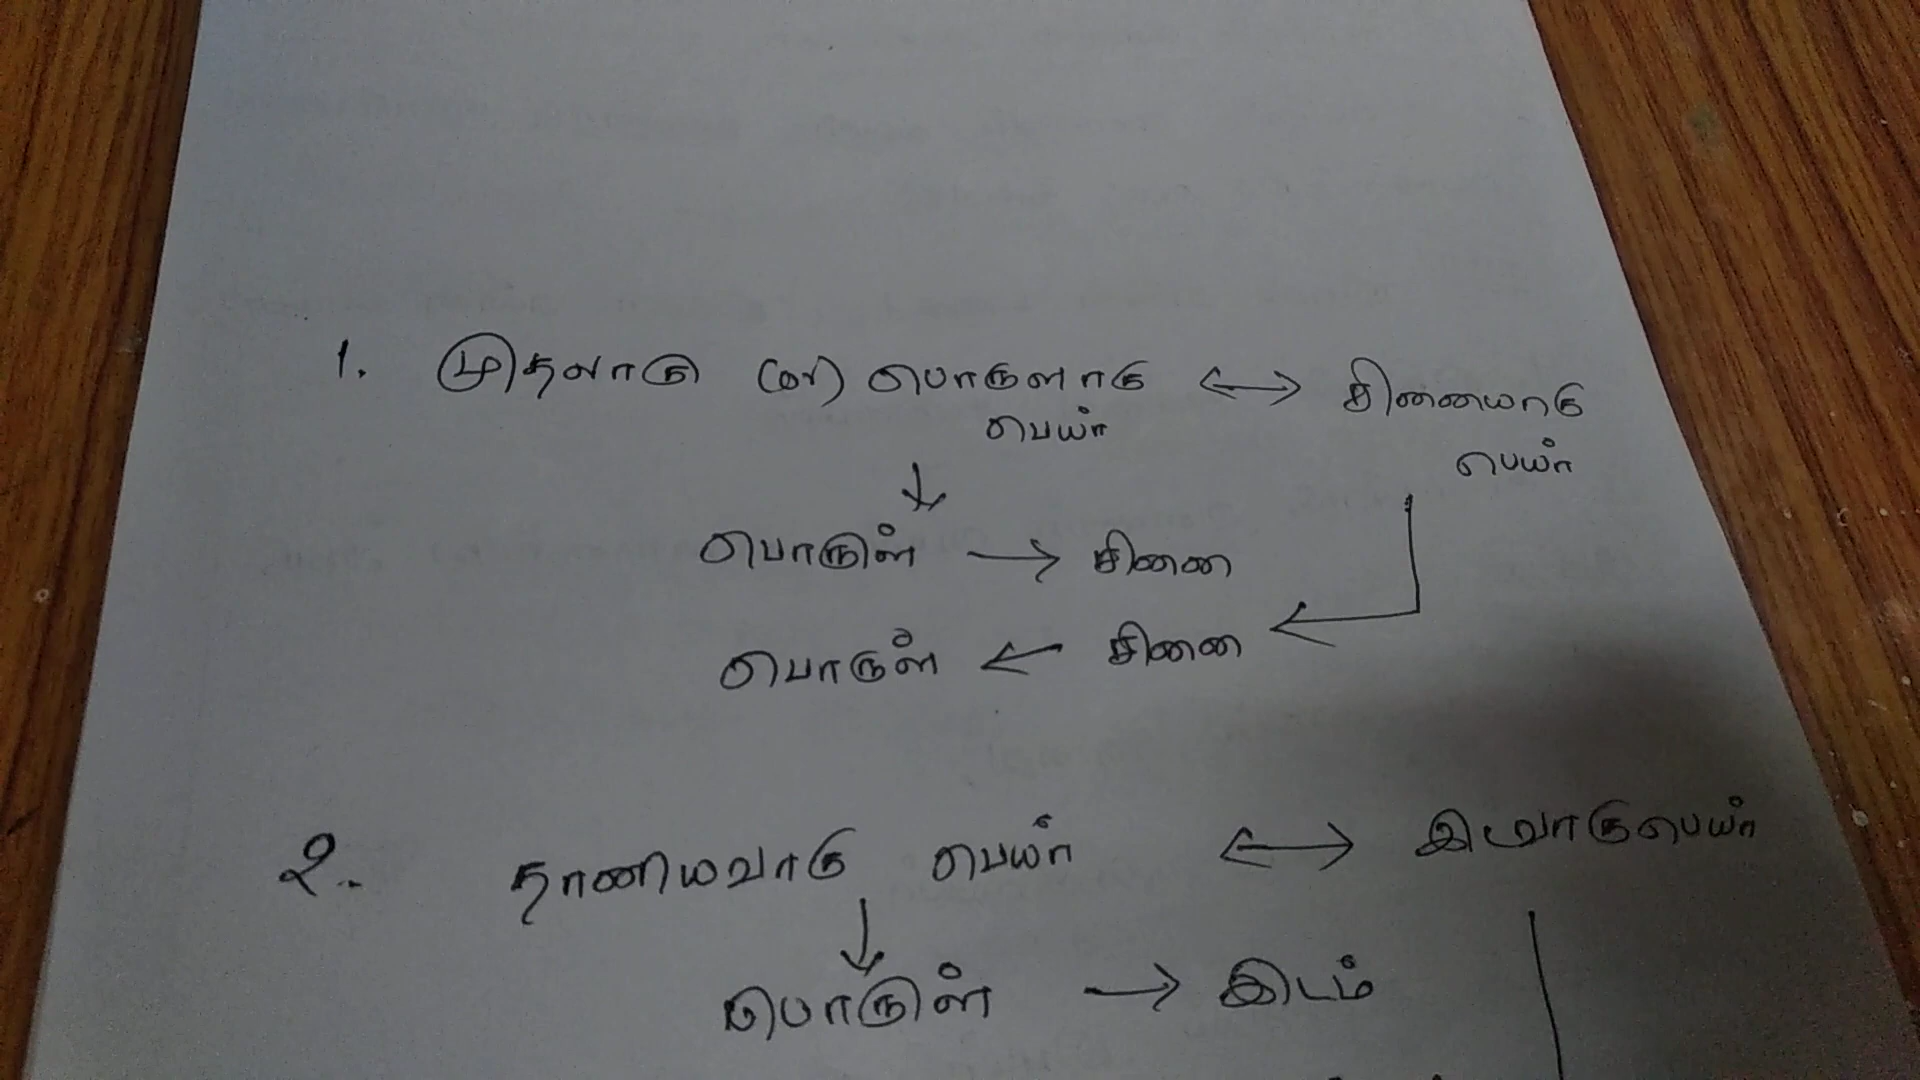 1. முதலாகு (or) பொருளாகு ↔ சினையாகு
பெயர் பெயர்
↓
பொருள் → சினை
பொருள் ← சினை
2. தானியவாகு பெயர் ↔ இடவாகுபெயர்
↓
பொருள் → இடம்